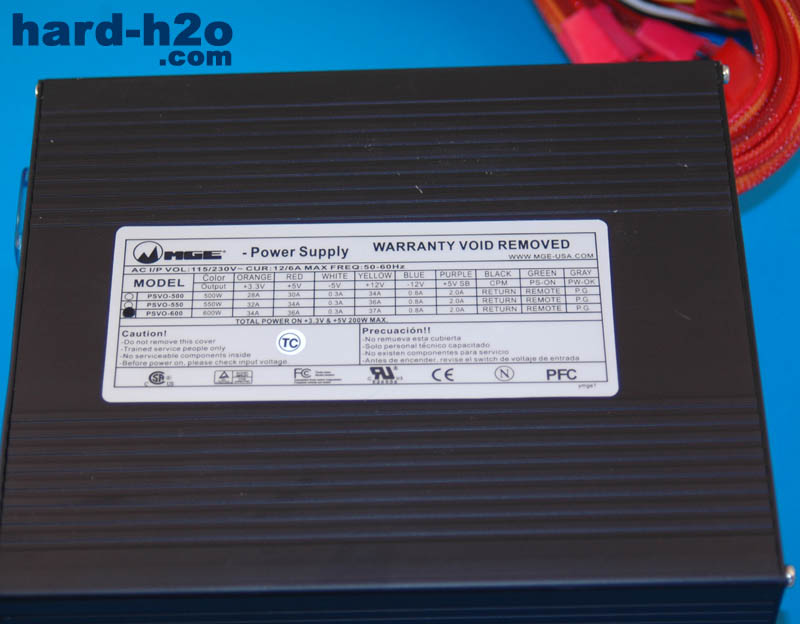 hard-h2o
.com
MGE - Power Supply WARRANTY VOID REMOVED
WWW.MGE-USA.COM
AC I/P VOL:115/230V~ CUR:12/6A MAX FREQ:50-60Hz
MODEL Color ORANGE RED WHITE YELLOW BLUE PURPLE BLACK GREEN GRAY
Output +3.3V +5V -5V +12V -12V +5V SB CPM PS-ON PW-OK
PSVO-500 500W 28A 30A 0.3A 34A 0.8A 2.0A RETURN REMOTE P.G
PSVO-550 550W 32A 34A 0.3A 36A 0.8A 2.0A RETURN REMOTE P.G
PSVO-600 600W 34A 36A 0.3A 37A 0.8A 2.0A RETURN REMOTE P.G
TOTAL POWER ON +3.3V & +5V 200W MAX.
Caution!
-Do not remove this cover
-Trained service people only
-No serviceable components inside
-Before power on, please check input voltage.
TC
Precuación!!
-No remueva esta cubierta
-Solo personal técnico capacitado
-No existen componentes para servicio
-Antes de encender, revise el switch de voltaje de entrada
FC CE N PFC
ymge1